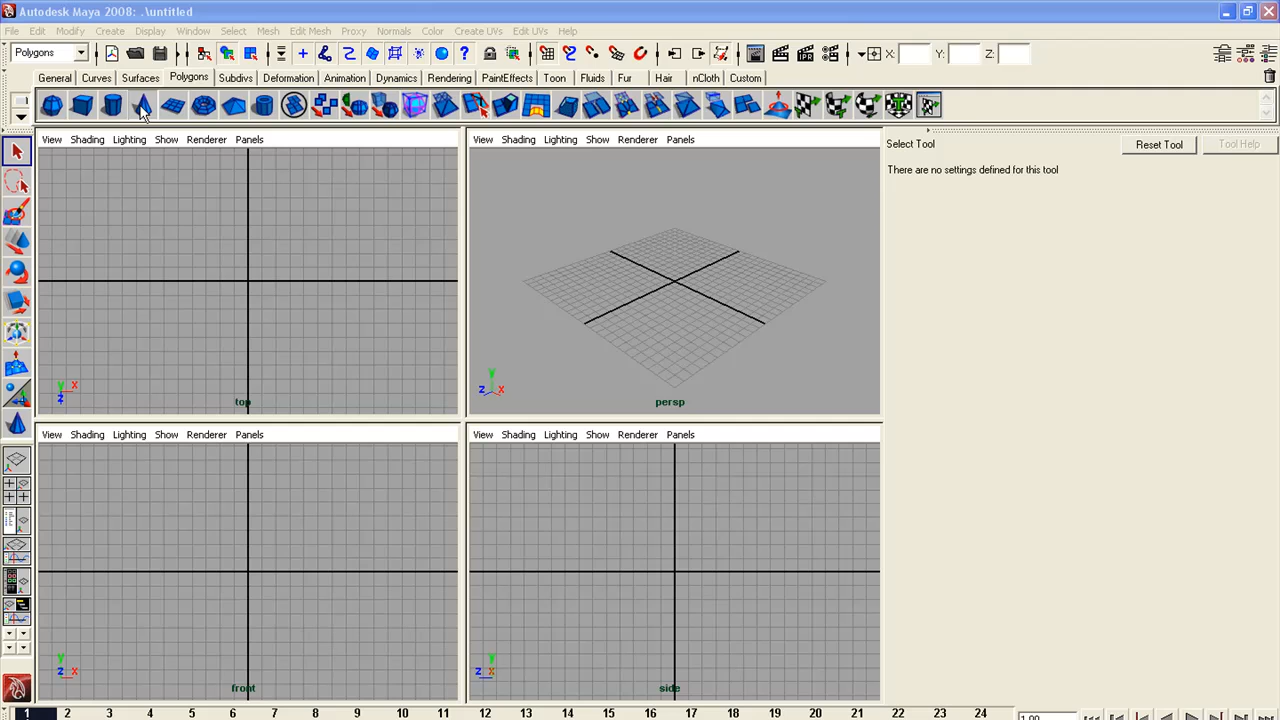 Autodesk Maya 2008: .\untitled
File Edit Modify Create Display Window Select Mesh Edit Mesh Proxy Normals Color Create UVs Edit UVs Help
Polygons X: Y: Z:
General Curves Surfaces Polygons Subdivs Deformation Animation Dynamics Rendering PaintEffects Toon Fluids Fur Hair nCloth Custom
View Shading Lighting Show Renderer Panels
View Shading Lighting Show Renderer Panels
Select Tool Reset Tool Tool Help
There are no settings defined for this tool
y x z
top
y z x
persp
View Shading Lighting Show Renderer Panels
View Shading Lighting Show Renderer Panels
y z x
front
y z x
side
1 2 3 4 5 6 7 8 9 10 11 12 13 14 15 16 17 18 19 20 21 22 23 24 1.00